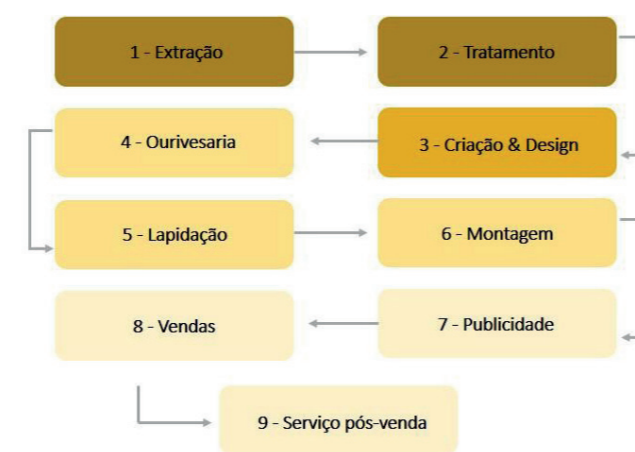 1 - Extração
2 - Tratamento
3 - Criação & Design
4 - Ourivesaria
5 - Lapidação
6 - Montagem
7 - Publicidade
8 - Vendas
9 - Serviço pós-venda